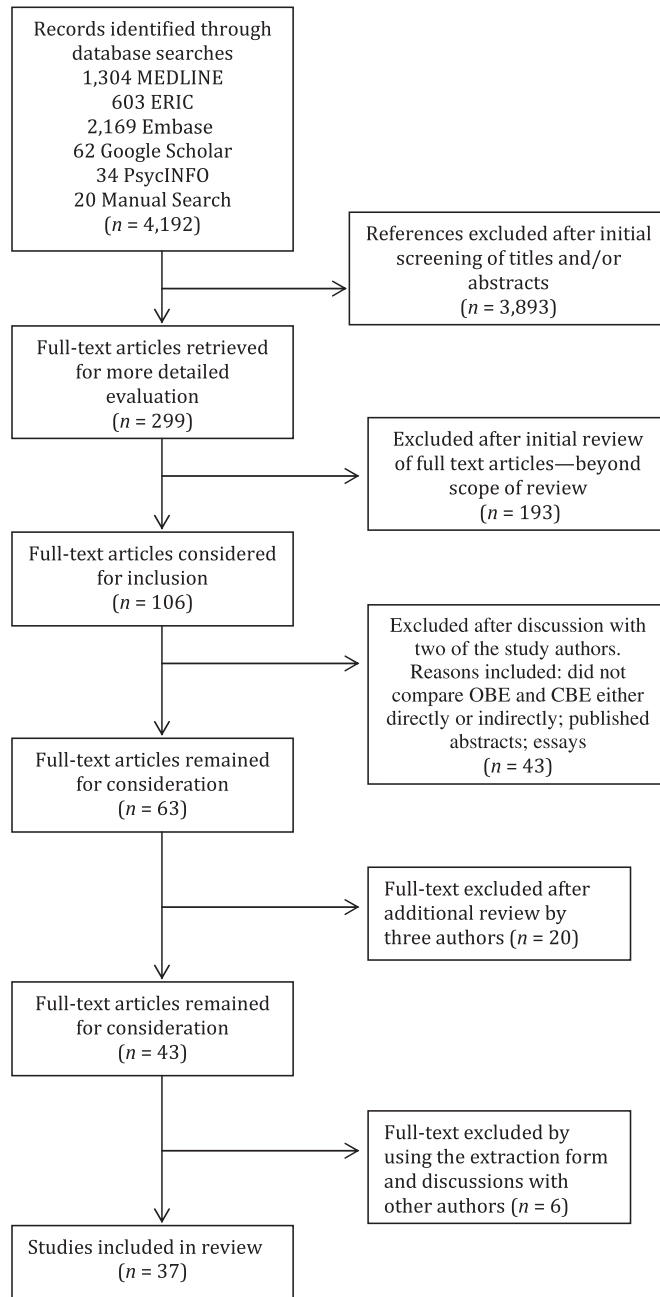 Records identified through
database searches
1,304 MEDLINE
603 ERIC
2,169 Embase
62 Google Scholar
34 PsycINFO
20 Manual Search
(n = 4,192)
References excluded after initial
screening of titles and/or
abstracts
(n = 3,893)
Full-text articles retrieved
for more detailed
evaluation
(n = 299)
Excluded after initial review
of full text articles—beyond
scope of review
(n = 193)
Full-text articles considered
for inclusion
(n = 106)
Excluded after discussion with
two of the study authors.
Reasons included: did not
compare OBE and CBE either
directly or indirectly; published
abstracts; essays
(n = 43)
Full-text articles remained
for consideration
(n = 63)
Full-text excluded after
additional review by
three authors (n = 20)
Full-text articles remained
for consideration
(n = 43)
Full-text excluded by
using the extraction form
and discussions with
other authors (n = 6)
Studies included in review
(n = 37)